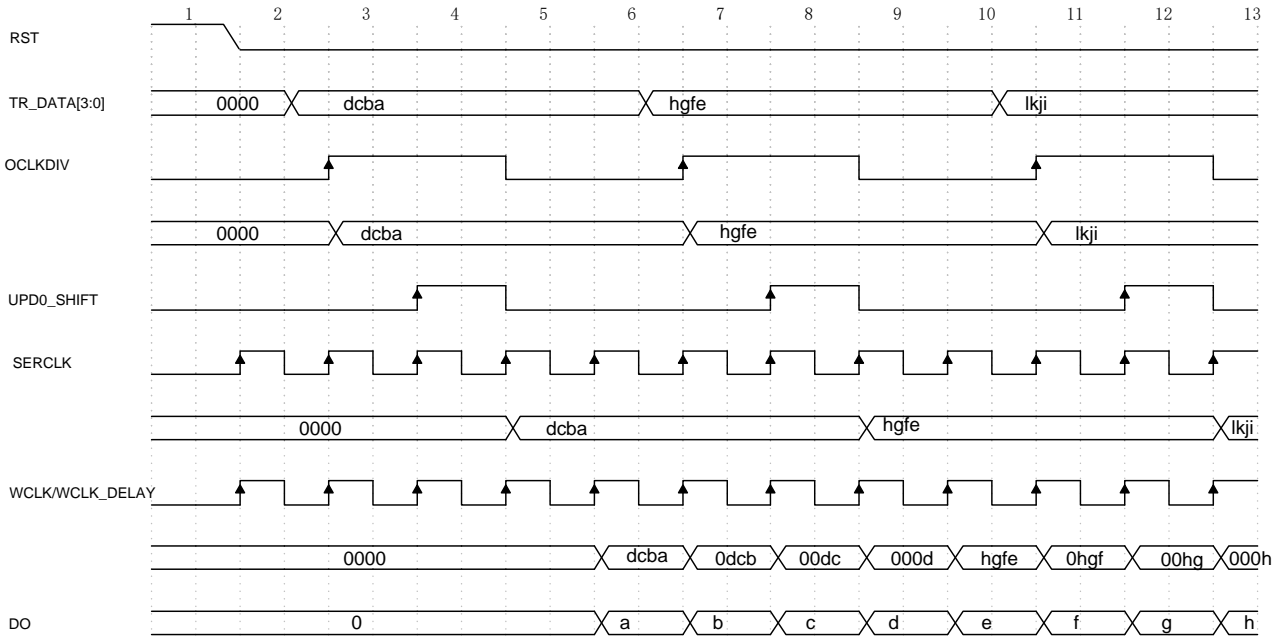 1 2 3 4 5 6 7 8 9 10 11 12 13
RST
TR_DATA[3:0] 0000 dcba hgfe lkji
OCLKDIV
0000 dcba hgfe lkji
UPD0_SHIFT
SERCLK
0000 dcba hgfe lkji
WCLK/WCLK_DELAY
0000 dcba 0dcb 00dc 000d hgfe 0hgf 00hg 000h
DO 0 a b c d e f g h